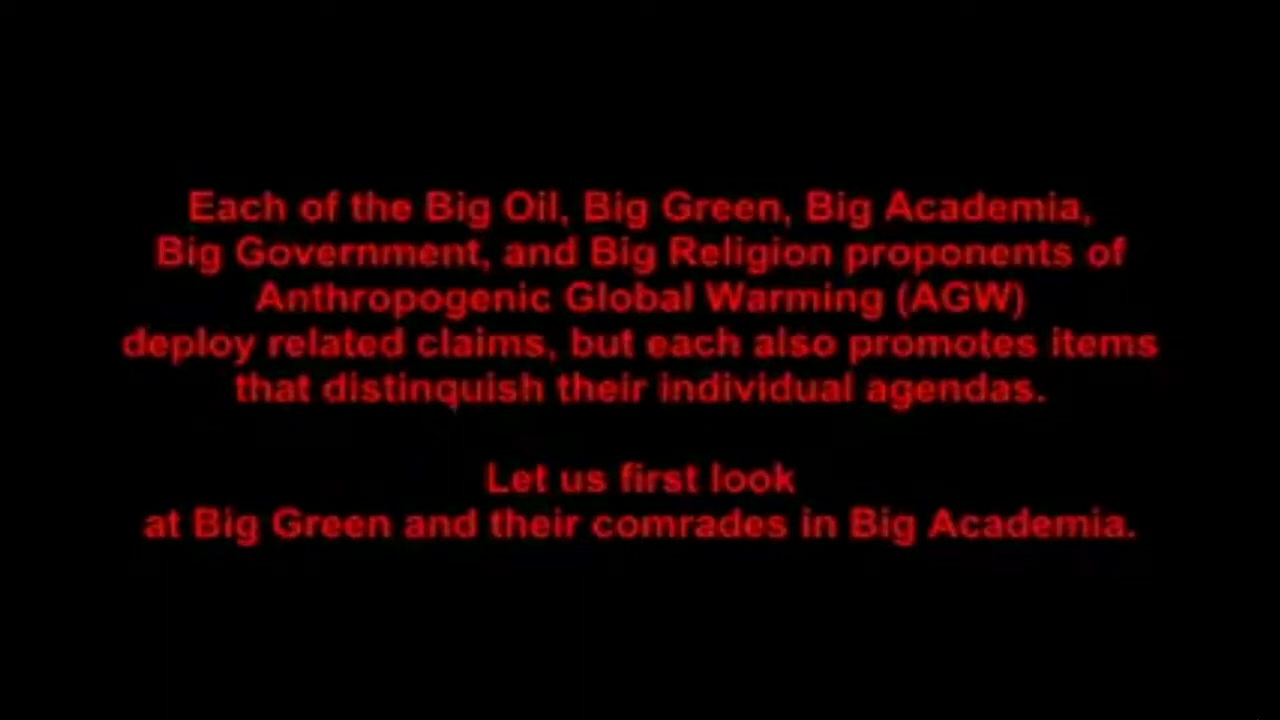 Each of the Big Oil, Big Green, Big Academia,
Big Government, and Big Religion proponents of
Anthropogenic Global Warming (AGW)
deploy related claims, but each also promotes items
that distinquish their individual agendas.
Let us first look
at Big Green and their comrades in Big Academia.